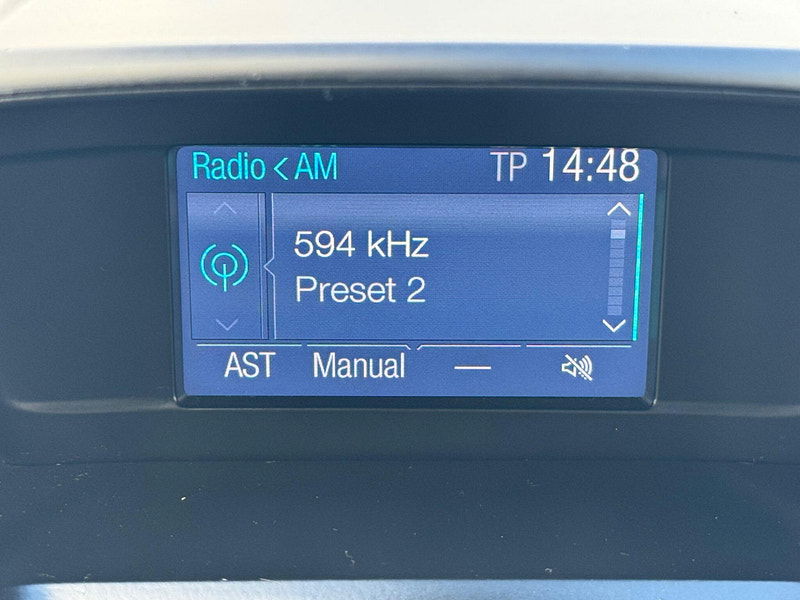 Radio < AM TP 14:48
594 kHz
Preset 2
AST Manual —